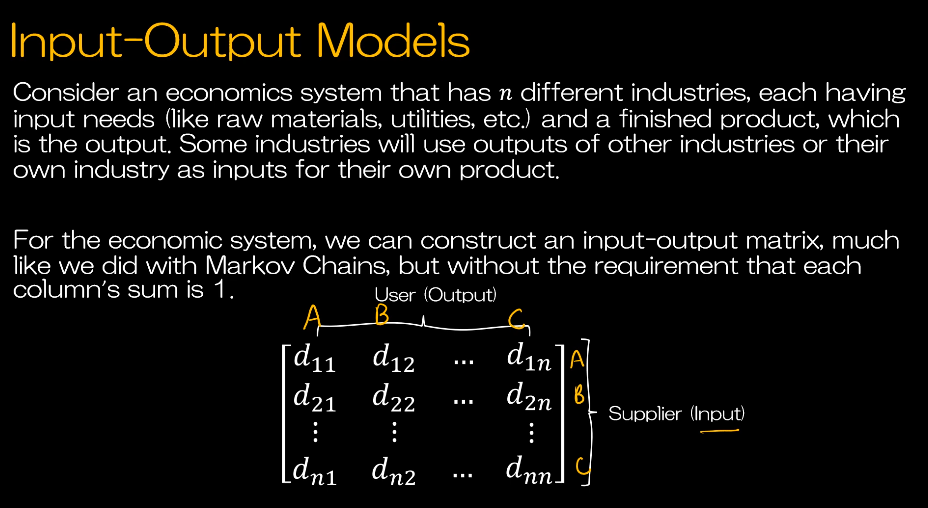 Input-Output Models
Consider an economics system that has n different industries, each having
input needs (like raw materials, utilities, etc.) and a finished product, which
is the output. Some industries will use outputs of other industries or their
own industry as inputs for their own product.
For the economic system, we can construct an input-output matrix, much
like we did with Markov Chains, but without the requirement that each
column's sum is 1.
User (Output)
A B C
d₁₁ d₁₂ ... d₁ₙ A
d₂₁ d₂₂ ... d₂ₙ B
Supplier (Input)
⋮ ⋮ ⋮
dₙ₁ dₙ₂ ... dₙₙ C